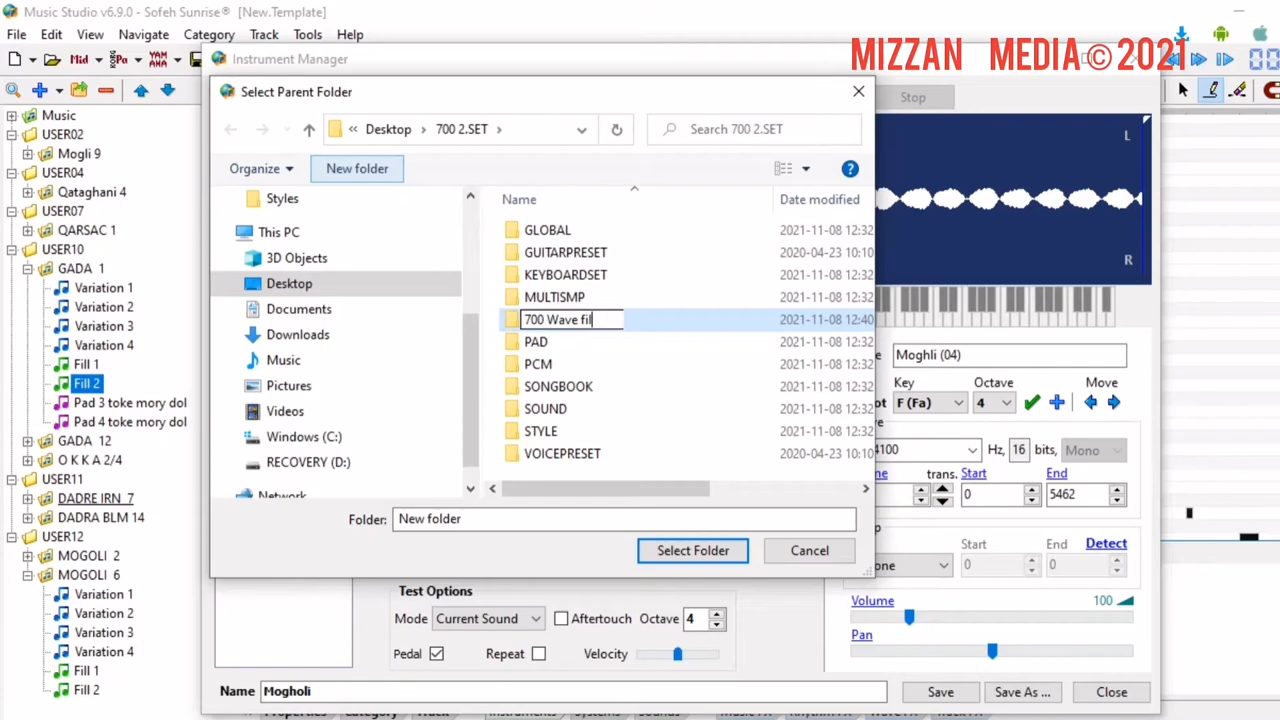 Music Studio v6.9.0 - Sofeh Sunrise® [New.Template]
File Edit View Navigate Category Track Tools Help
MIZZAN MEDIA© 2021
Mid KORG Pa YAMAHA
Instrument Manager
Select Parent Folder
Stop
Desktop > 700 2.SET >
Search 700 2.SET
Organize New folder
Music
USER02
Mogli 9
USER04
Qataghani 4
USER07
QARSAC 1
USER10
GADA 1
Variation 1
Variation 2
Variation 3
Variation 4
Fill 1
Fill 2
Pad 3 toke mory dol
Pad 4 toke mory dol
GADA 12
O K K A 2/4
USER11
DADRE IRN 7
DADRA BLM 14
USER12
MOGOLI 2
MOGOLI 6
Variation 1
Variation 2
Variation 3
Variation 4
Fill 1
Fill 2
Styles
This PC
3D Objects
Desktop
Documents
Downloads
Music
Pictures
Videos
Windows (C:)
RECOVERY (D:)
Network
Name Date modified
GLOBAL 2021-11-08 12:32
GUITARPRESET 2020-04-23 10:10
KEYBOARDSET 2021-11-08 12:32
MULTISMP 2021-11-08 12:32
700 Wave fil 2021-11-08 12:40
PAD 2021-11-08 12:32
PCM 2021-11-08 12:32
SONGBOOK 2021-11-08 12:32
SOUND 2021-11-08 12:32
STYLE 2021-11-08 12:32
VOICEPRESET 2020-04-23 10:10
Folder: New folder
Select Folder Cancel
L
R
Moghli (04)
Key Octave Move
F (Fa) 4
Hz, 16 bits, Mono
trans. Start End
0 5462
Start End Detect
0 0
Volume 100
Pan
Test Options
Mode Current Sound Aftertouch Octave 4
Pedal Repeat Velocity
Name Mogholi
Save Save As ... Close